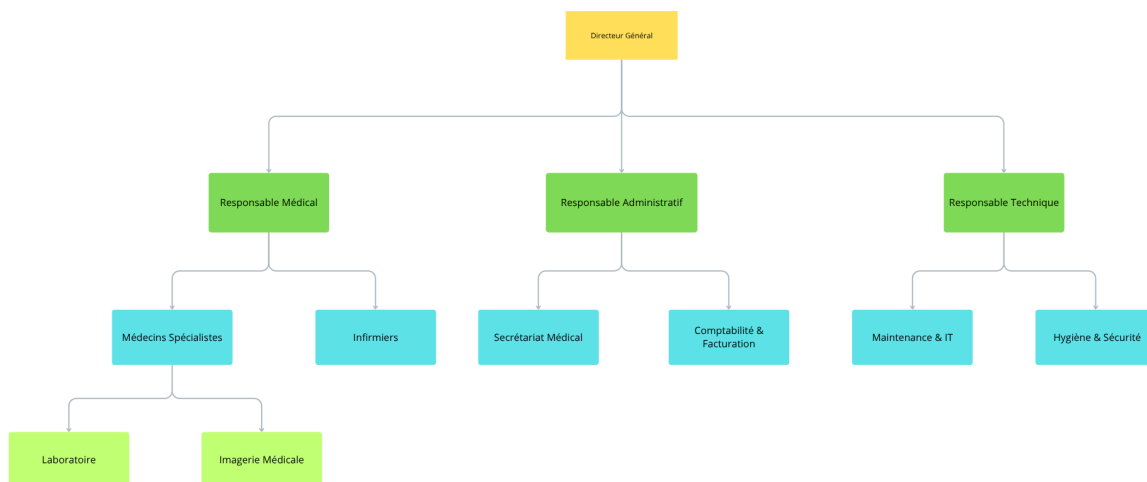 Directeur Général
Responsable Médical
Responsable Administratif
Responsable Technique
Médecins Spécialistes
Infirmiers
Secrétariat Médical
Comptabilité &
Facturation
Maintenance & IT
Hygiène & Sécurité
Laboratoire
Imagerie Médicale